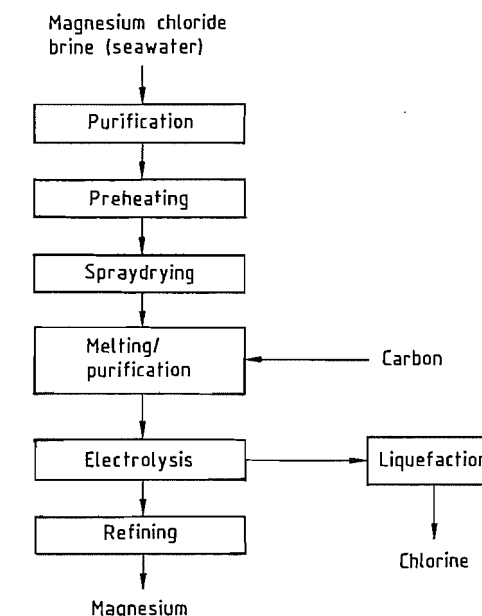 Magnesium chloride
brine (seawater)
Purification
Preheating
Spraydrying
Melting/
purification
Carbon
Electrolysis
Liquefaction
Refining
Chlorine
Magnesium